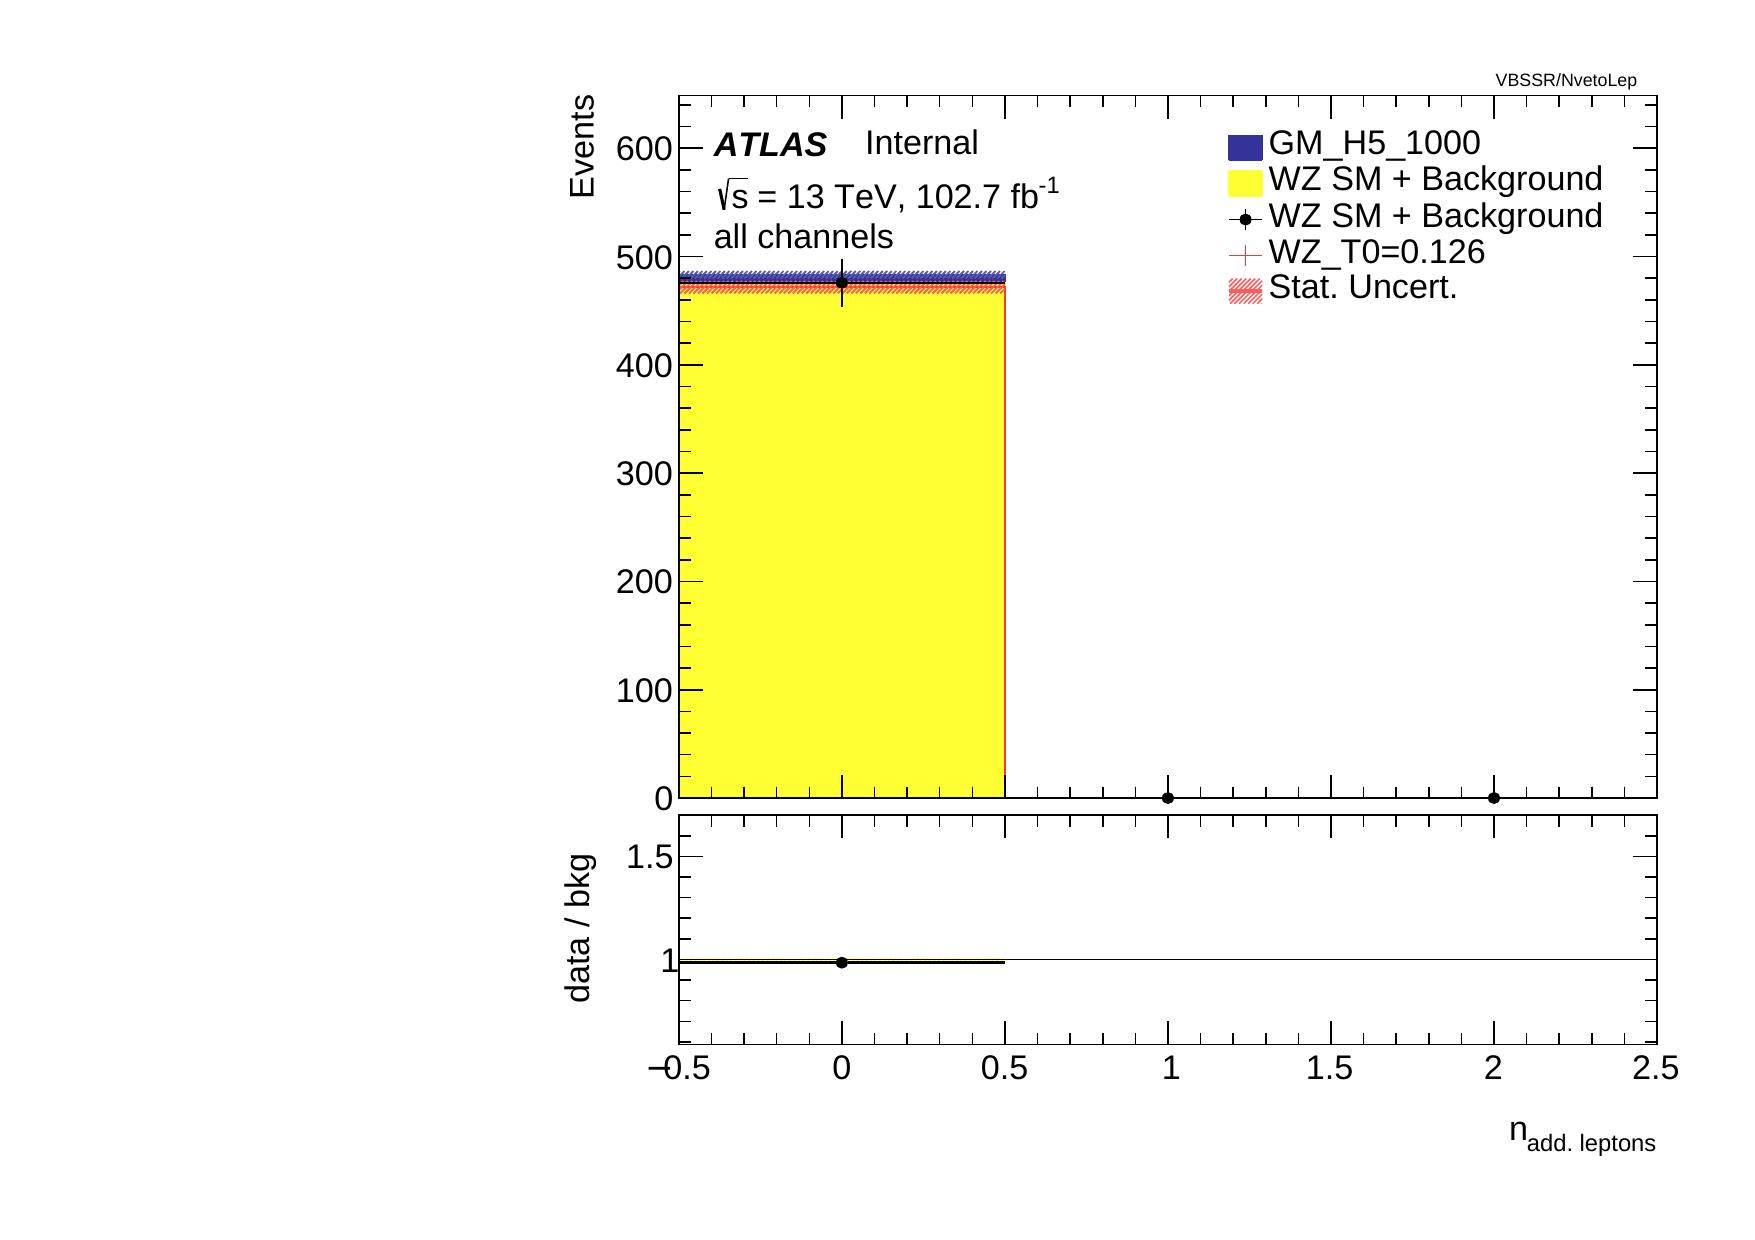 VBSSR/NvetoLep
Events
600
500
400
300
200
100
0
ATLAS Internal
√s = 13 TeV, 102.7 fb-1
all channels
GM_H5_1000
WZ SM + Background
WZ SM + Background
WZ_T0=0.126
Stat. Uncert.
data / bkg
1.5
1
−0.5 0 0.5 1 1.5 2 2.5
nadd. leptons